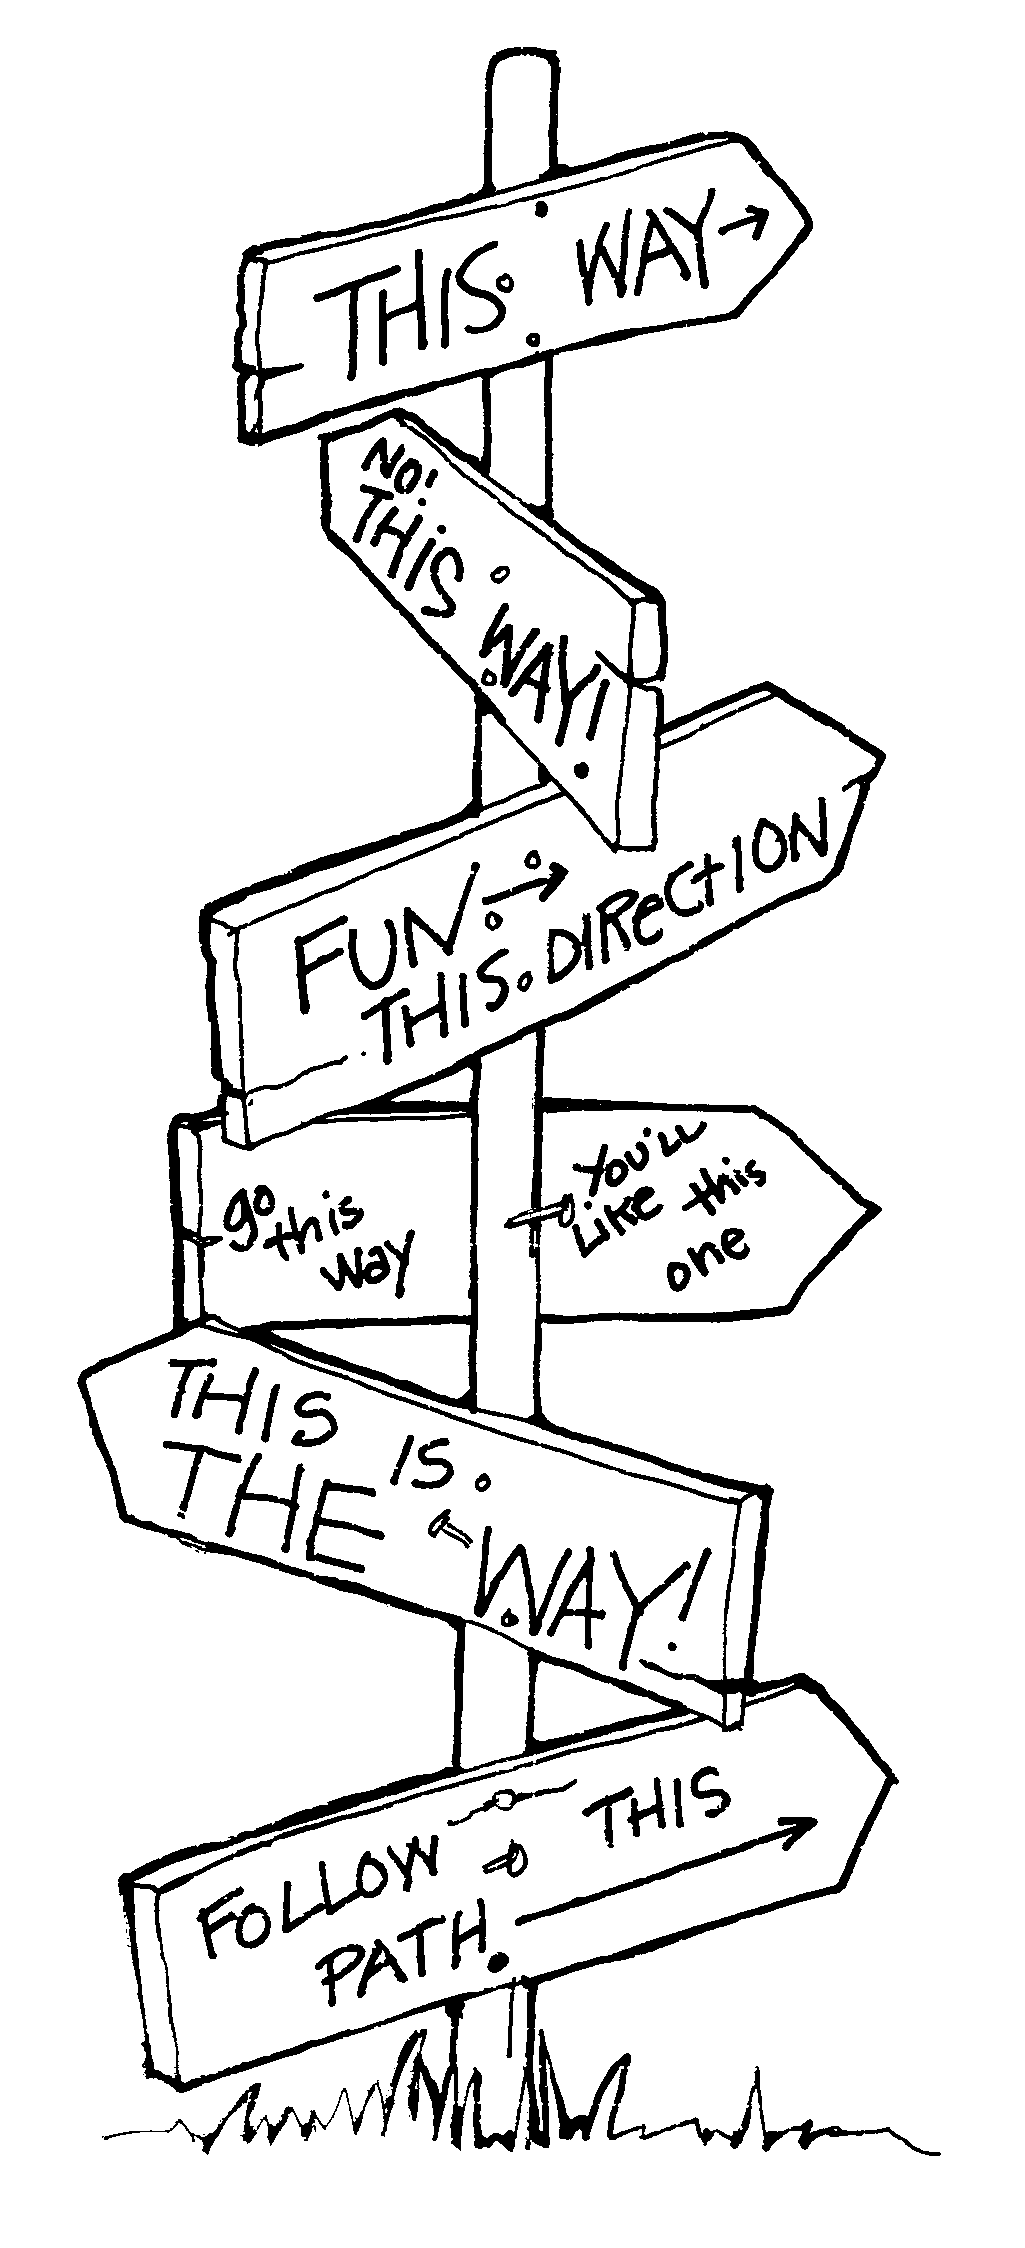 THIS WAY →
NO!
THIS WAY!
FUN →
THIS DIRECTION
go this way
You'll
Like this
one
THIS IS
THE WAY!
FOLLOW THIS
PATH →